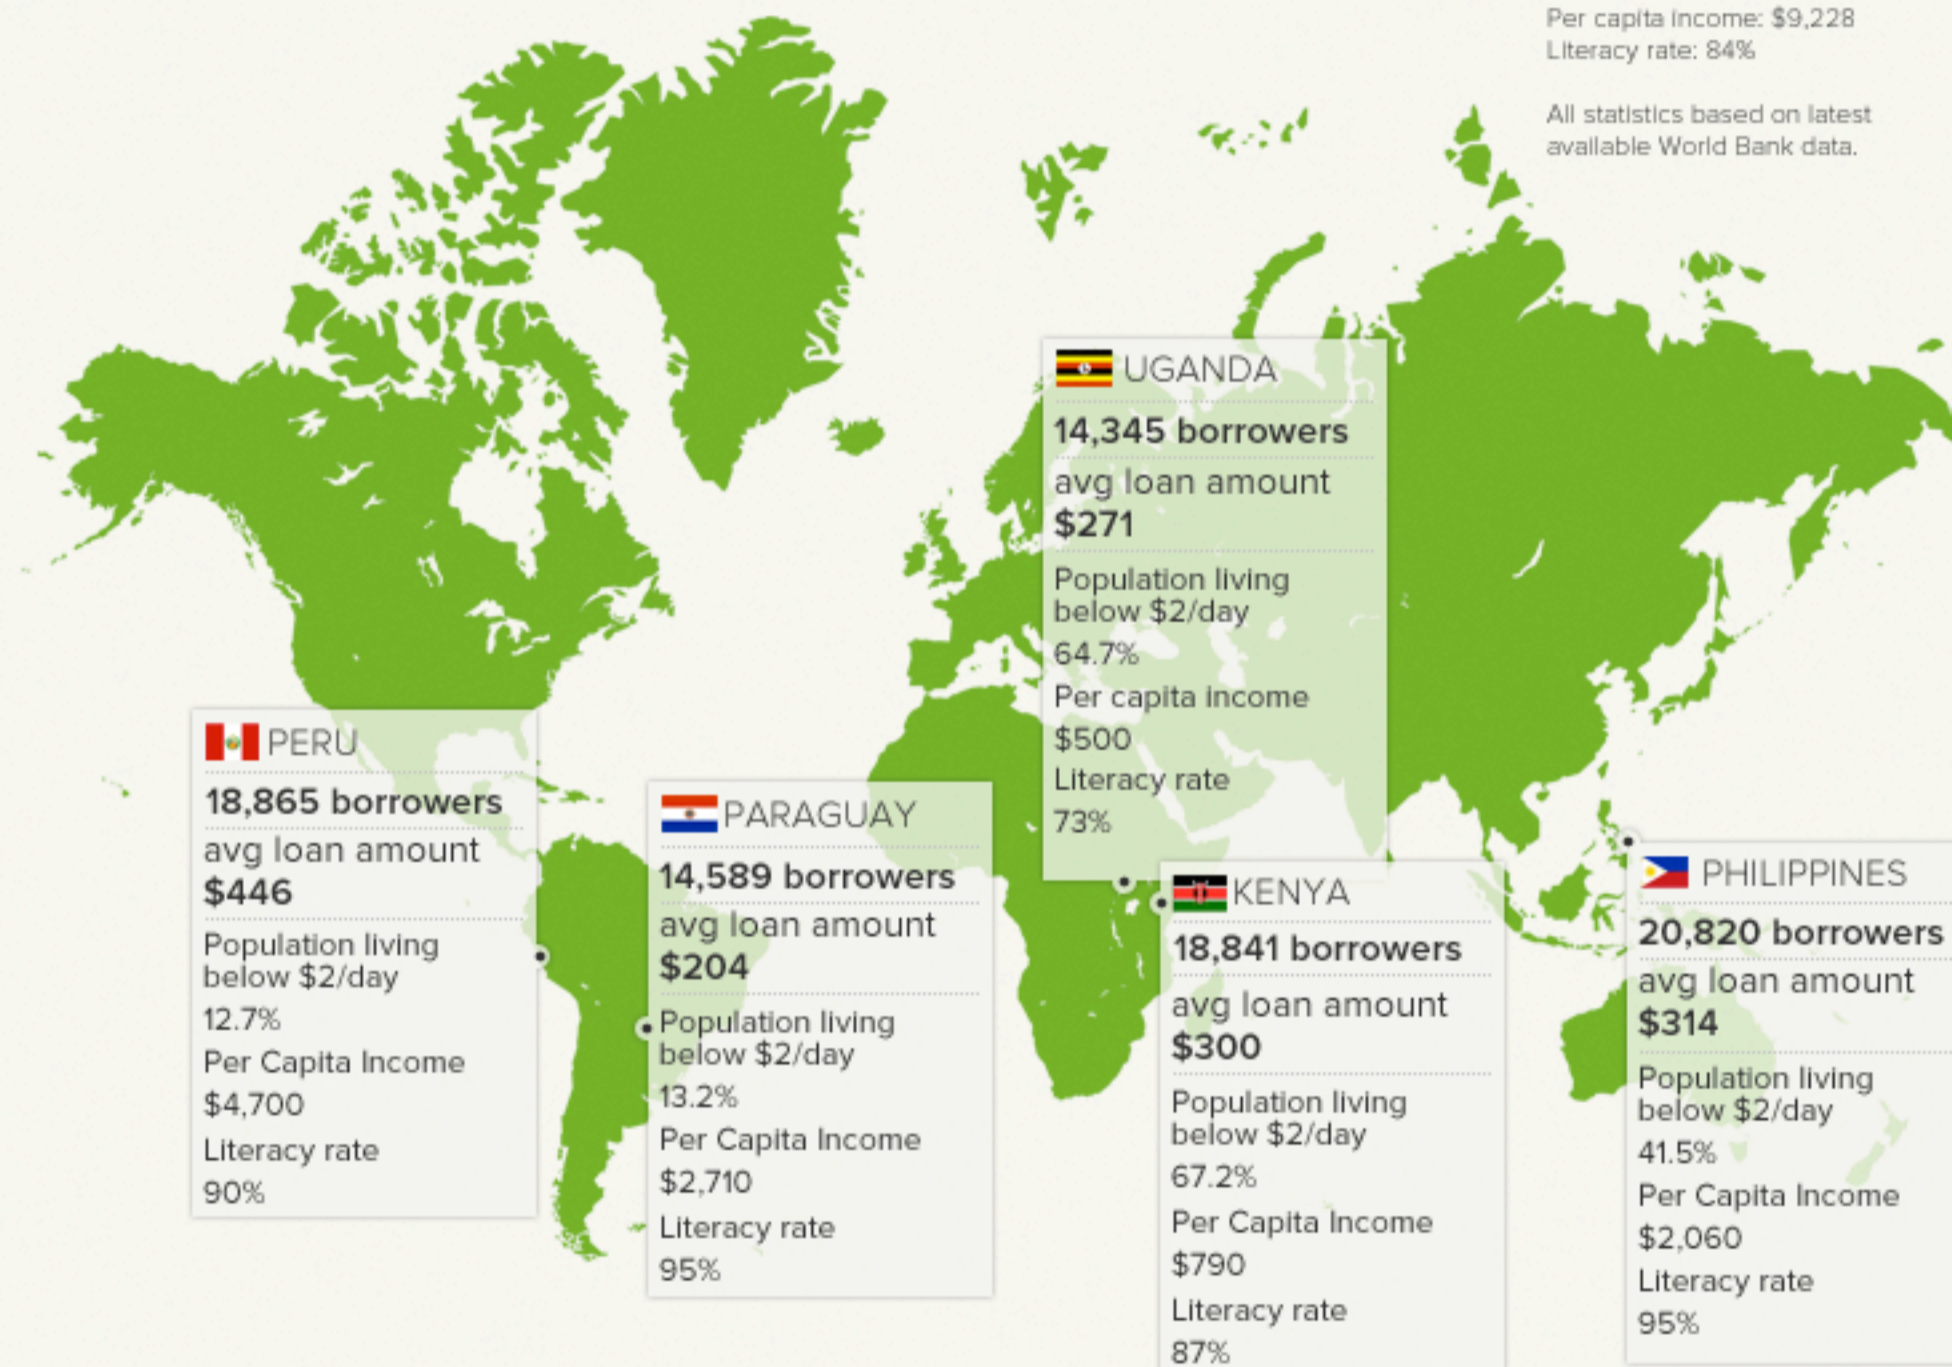 Per capita income: $9,228
Literacy rate: 84%
All statistics based on latest
available World Bank data.
UGANDA
14,345 borrowers
avg loan amount
$271
Population living
below $2/day
64.7%
Per capita income
$500
Literacy rate
73%
PERU
18,865 borrowers
avg loan amount
$446
Population living
below $2/day
12.7%
Per Capita Income
$4,700
Literacy rate
90%
PARAGUAY
14,589 borrowers
avg loan amount
$204
Population living
below $2/day
13.2%
Per Capita Income
$2,710
Literacy rate
95%
KENYA
18,841 borrowers
avg loan amount
$300
Population living
below $2/day
67.2%
Per Capita Income
$790
Literacy rate
87%
PHILIPPINES
20,820 borrowers
avg loan amount
$314
Population living
below $2/day
41.5%
Per Capita Income
$2,060
Literacy rate
95%